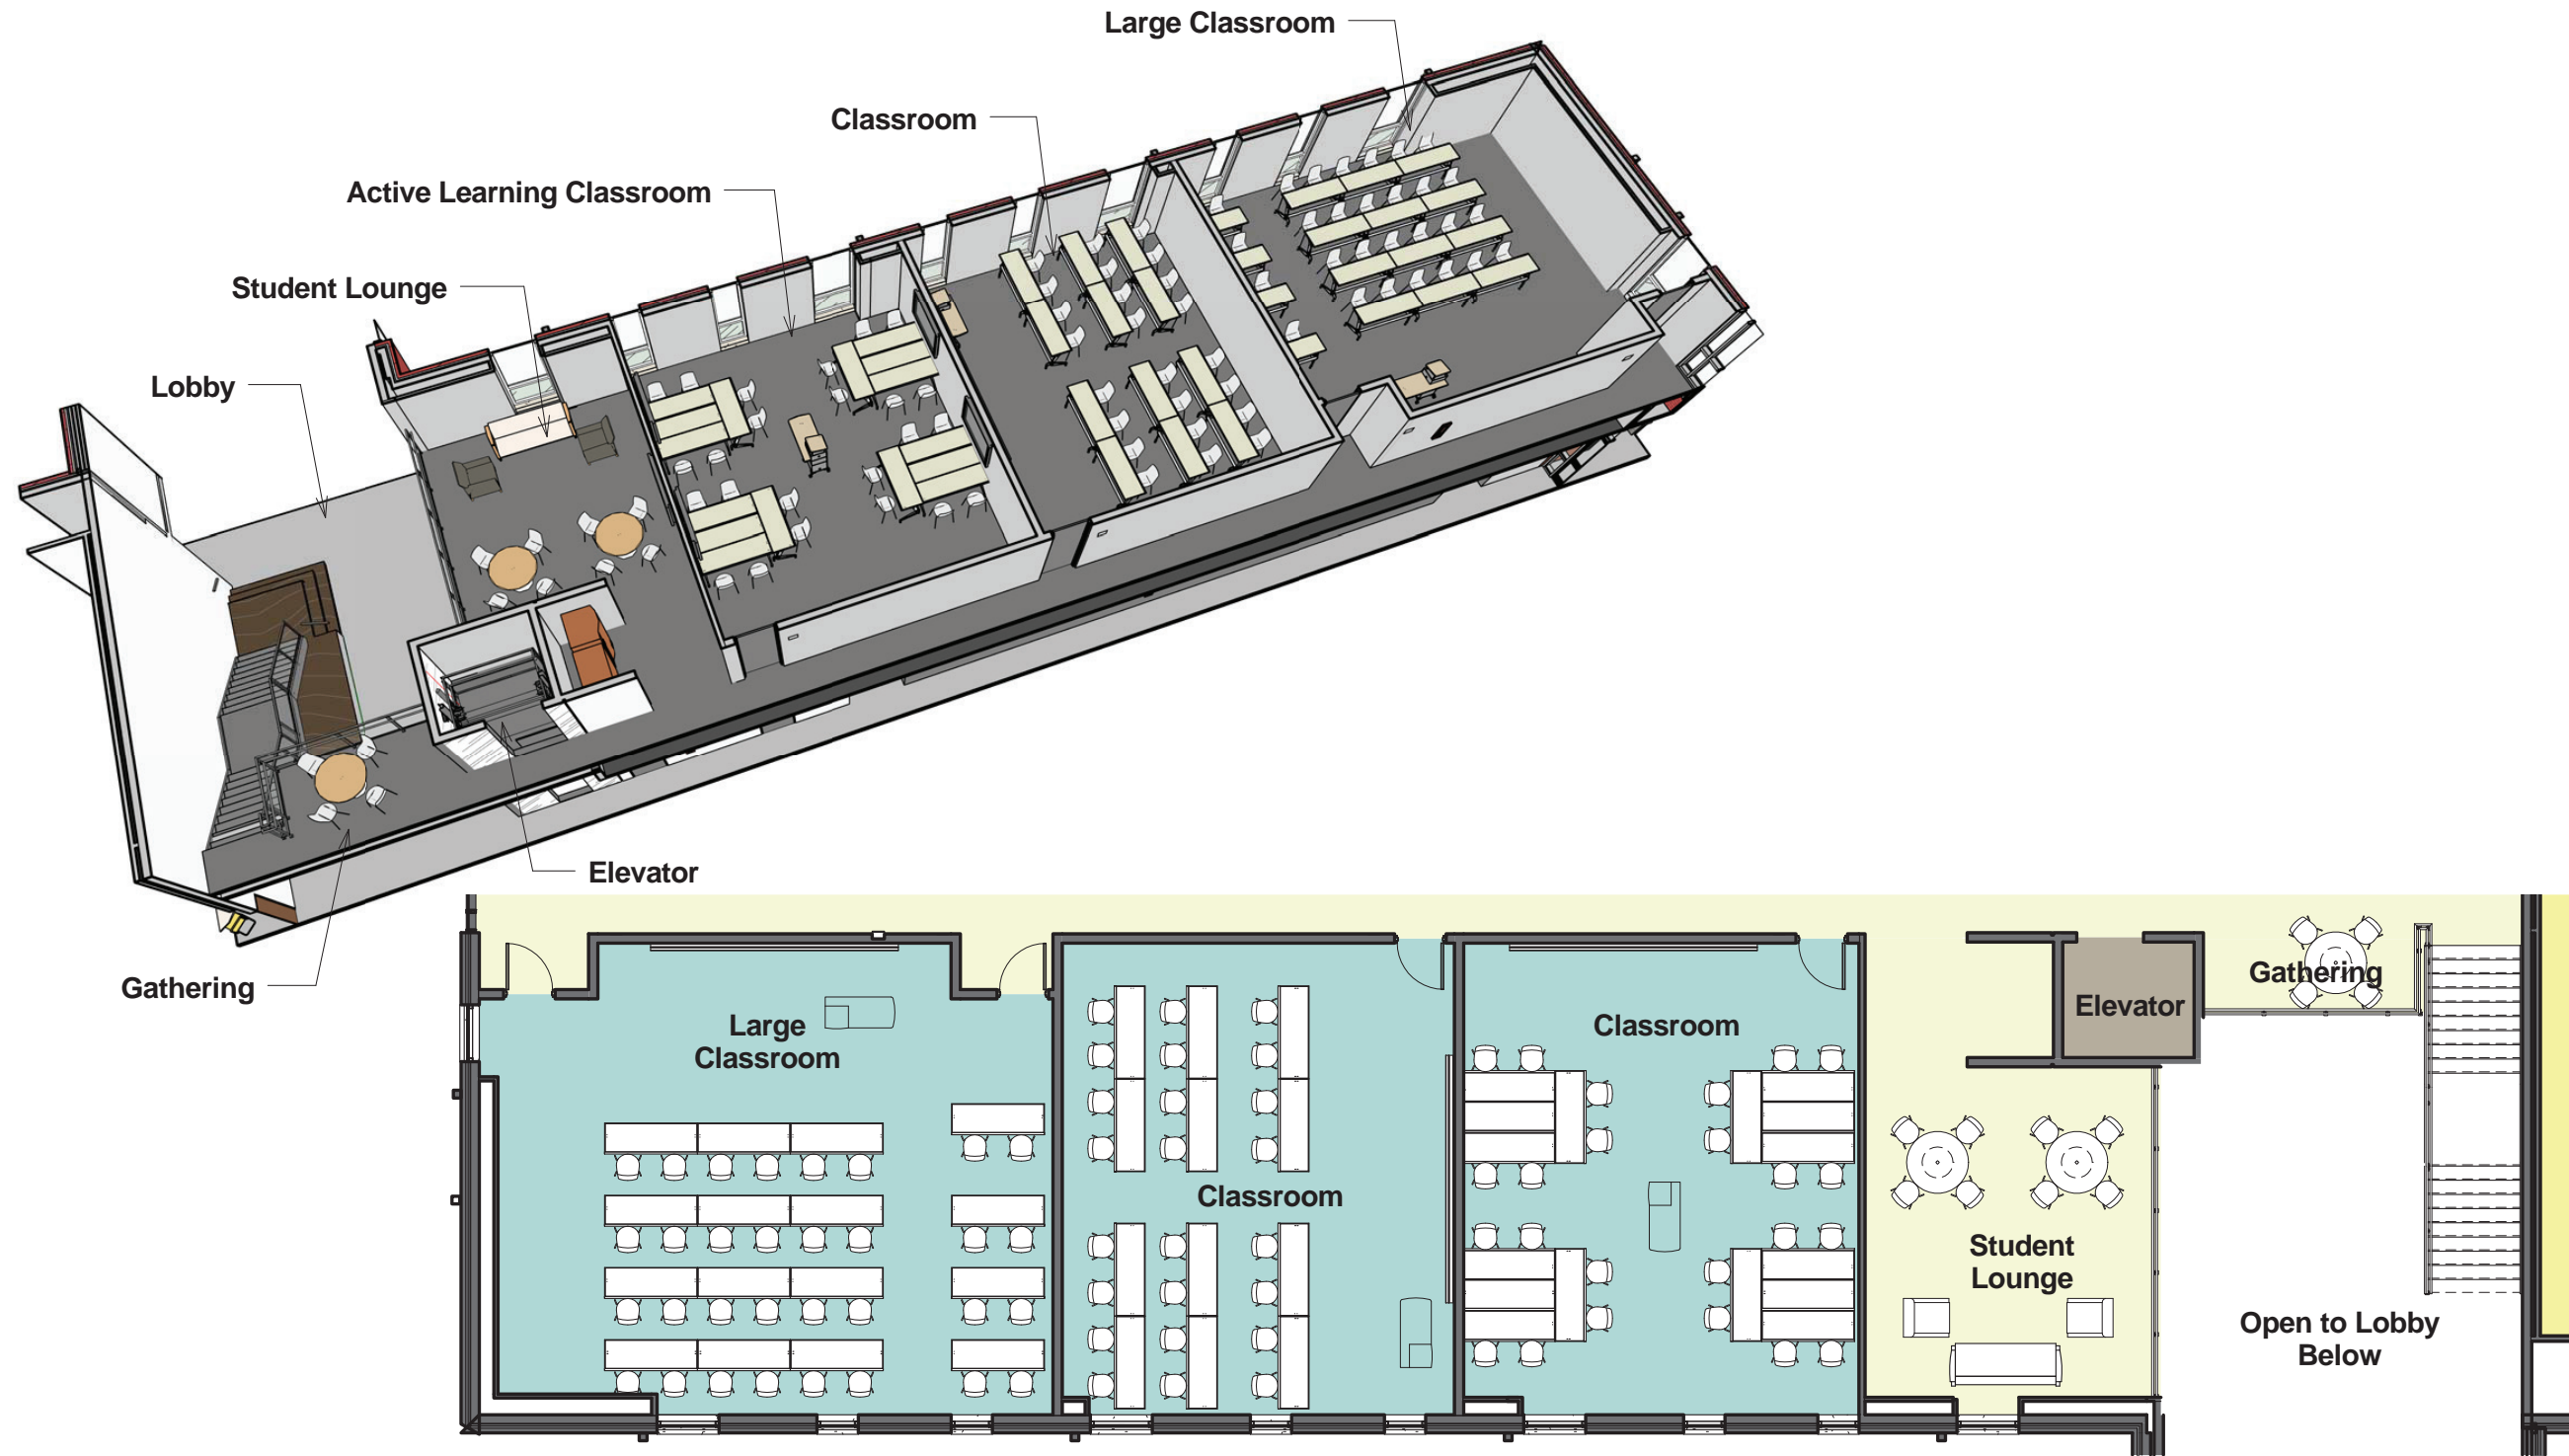 Large Classroom
Classroom
Active Learning Classroom
Student Lounge
Lobby
Elevator
Gathering
Gathering
Elevator
Large
Classroom
Classroom
Classroom
Student
Lounge
Open to Lobby
Below